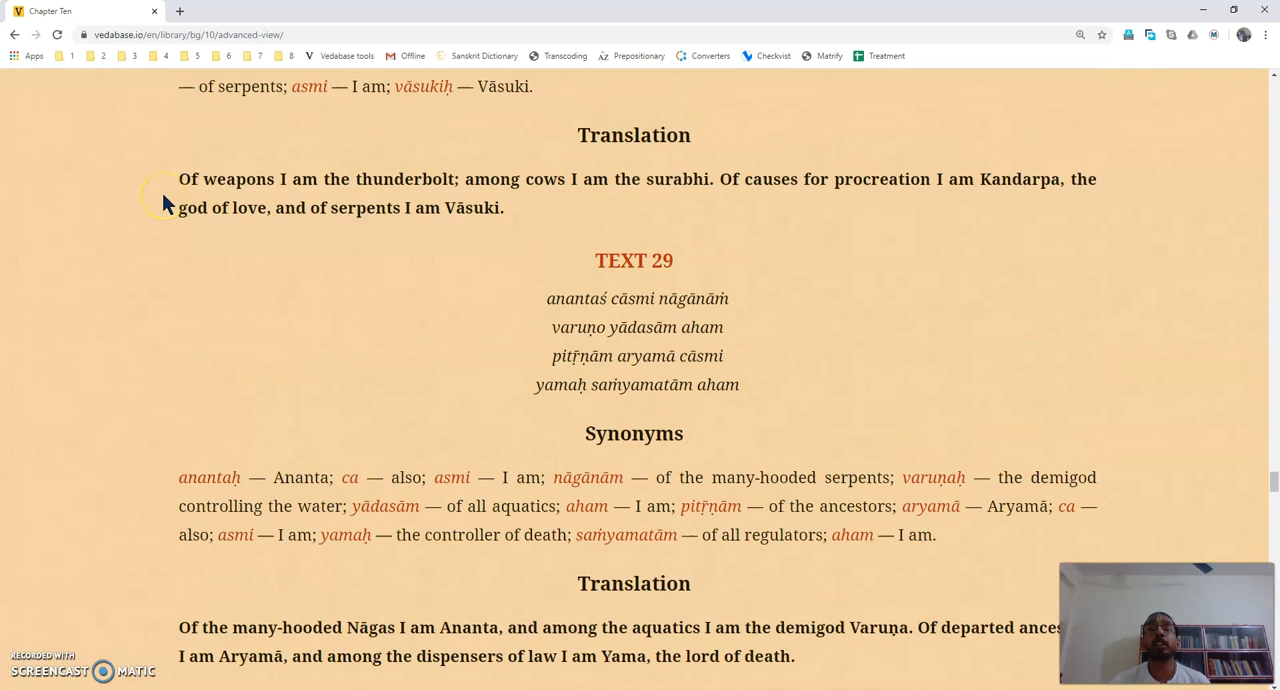 Chapter Ten
vedabase.io/en/library/bg/10/advanced-view/
Apps 1 2 3 4 5 6 7 8 Vedabase tools Offline Sanskrit Dictionary Transcoding Prepositionary Converters Checkvist Matrify Treatment
— of serpents; asmi — I am; vāsukiḥ — Vāsuki.
Translation
Of weapons I am the thunderbolt; among cows I am the surabhi. Of causes for procreation I am Kandarpa, the
god of love, and of serpents I am Vāsuki.
TEXT 29
anantaś cāsmi nāgānāṁ
varuṇo yādasām aham
pitṝṇām aryamā cāsmi
yamaḥ saṁyamatām aham
Synonyms
anantaḥ — Ananta; ca — also; asmi — I am; nāgānām — of the many-hooded serpents; varuṇaḥ — the demigod
controlling the water; yādasām — of all aquatics; aham — I am; pitṝṇām — of the ancestors; aryamā — Aryamā; ca —
also; asmi — I am; yamaḥ — the controller of death; saṁyamatām — of all regulators; aham — I am.
Translation
Of the many-hooded Nāgas I am Ananta, and among the aquatics I am the demigod Varuṇa. Of departed
I am Aryamā, and among the dispensers of law I am Yama, the lord of death.
RECORDED WITH
SCREENCAST MATIC